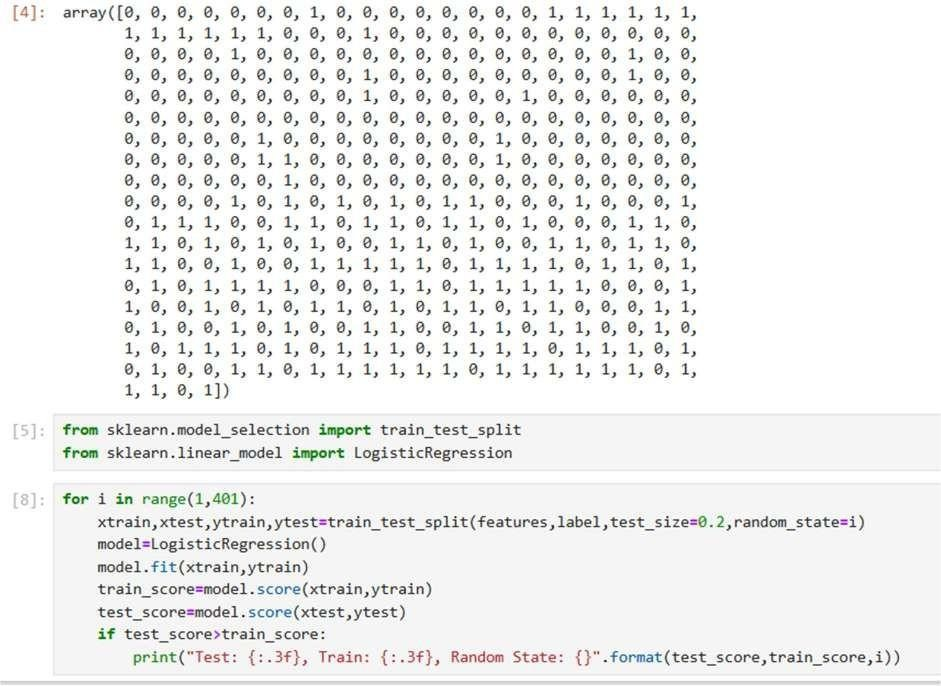 [4]: array([0, 0, 0, 0, 0, 0, 0, 1, 0, 0, 0, 0, 0, 0, 0, 0, 1, 1, 1, 1, 1, 1,
1, 1, 1, 1, 1, 1, 0, 0, 0, 1, 0, 0, 0, 0, 0, 0, 0, 0, 0, 0, 0, 0,
0, 0, 0, 0, 1, 0, 0, 0, 0, 0, 0, 0, 0, 0, 0, 0, 0, 0, 0, 1, 0, 0,
0, 0, 0, 0, 0, 0, 0, 0, 0, 1, 0, 0, 0, 0, 0, 0, 0, 0, 0, 1, 0, 0,
0, 0, 0, 0, 0, 0, 0, 0, 0, 1, 0, 0, 0, 0, 0, 1, 0, 0, 0, 0, 0, 0,
0, 0, 0, 0, 0, 0, 0, 0, 0, 0, 0, 0, 0, 0, 0, 0, 0, 0, 0, 0, 0, 0,
0, 0, 0, 0, 0, 1, 0, 0, 0, 0, 0, 0, 0, 0, 1, 0, 0, 0, 0, 0, 0, 0,
0, 0, 0, 0, 0, 1, 1, 0, 0, 0, 0, 0, 0, 0, 1, 0, 0, 0, 0, 0, 0, 0,
0, 0, 0, 0, 0, 0, 1, 0, 0, 0, 0, 0, 0, 0, 0, 0, 0, 0, 0, 0, 0, 0,
0, 0, 0, 0, 1, 0, 1, 0, 1, 0, 1, 0, 1, 1, 0, 0, 0, 1, 0, 0, 0, 1,
0, 1, 1, 1, 0, 0, 1, 1, 0, 1, 1, 1, 0, 1, 1, 0, 1, 0, 0, 0, 1, 1, 0,
1, 1, 0, 1, 0, 1, 0, 1, 0, 0, 1, 1, 0, 1, 0, 0, 1, 1, 0, 1, 1, 0,
1, 1, 0, 0, 1, 0, 0, 1, 1, 1, 1, 1, 0, 1, 1, 1, 1, 0, 1, 1, 0, 1,
0, 1, 0, 1, 1, 1, 1, 0, 0, 0, 1, 1, 0, 1, 1, 1, 1, 1, 0, 0, 0, 1,
1, 0, 0, 1, 0, 1, 0, 1, 1, 0, 1, 0, 1, 1, 0, 1, 1, 0, 0, 0, 1, 1,
0, 1, 0, 0, 1, 0, 1, 0, 0, 1, 1, 0, 0, 1, 1, 0, 1, 1, 0, 0, 1, 0,
1, 0, 1, 1, 1, 0, 1, 0, 1, 1, 1, 0, 1, 1, 1, 1, 0, 1, 1, 1, 0, 1,
0, 1, 0, 0, 1, 1, 0, 1, 1, 1, 1, 1, 1, 0, 1, 1, 1, 1, 1, 1, 0, 1,
1, 1, 0, 1])
[5]: from sklearn.model_selection import train_test_split
from sklearn.linear_model import LogisticRegression
[8]: for i in range(1,401):
xtrain,xtest,ytrain,ytest=train_test_split(features,label,test_size=0.2,random_state=i)
model=LogisticRegression()
model.fit(xtrain,ytrain)
train_score=model.score(xtrain,ytrain)
test_score=model.score(xtest,ytest)
if test_score>train_score:
print("Test: {:.3f}, Train: {:.3f}, Random State: {}".format(test_score,train_score,i))